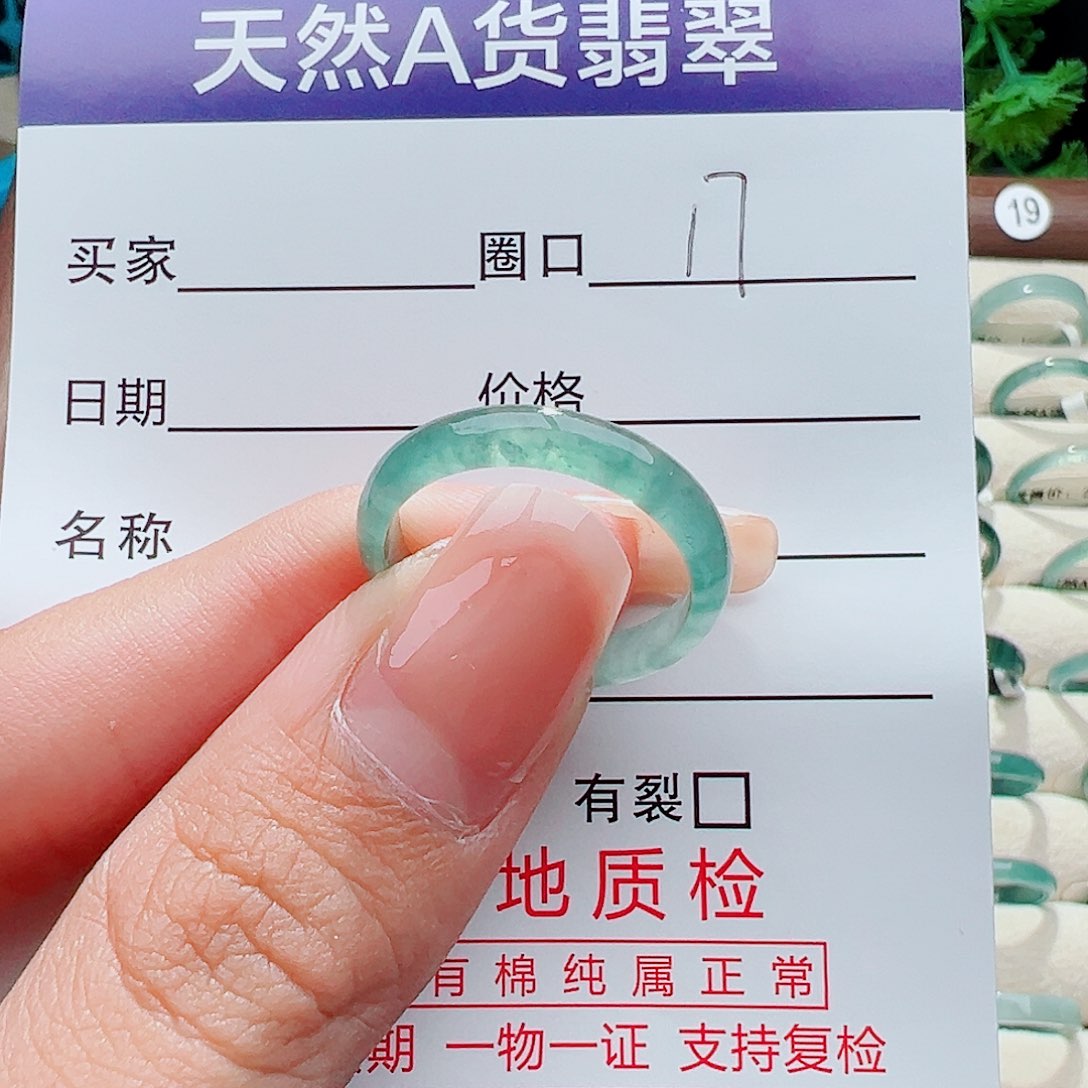 天然A货翡翠
买家 圈口 17
日期 价格
名称
有裂
地质检
有棉纯属正常
期 一物一证 支持复检
19